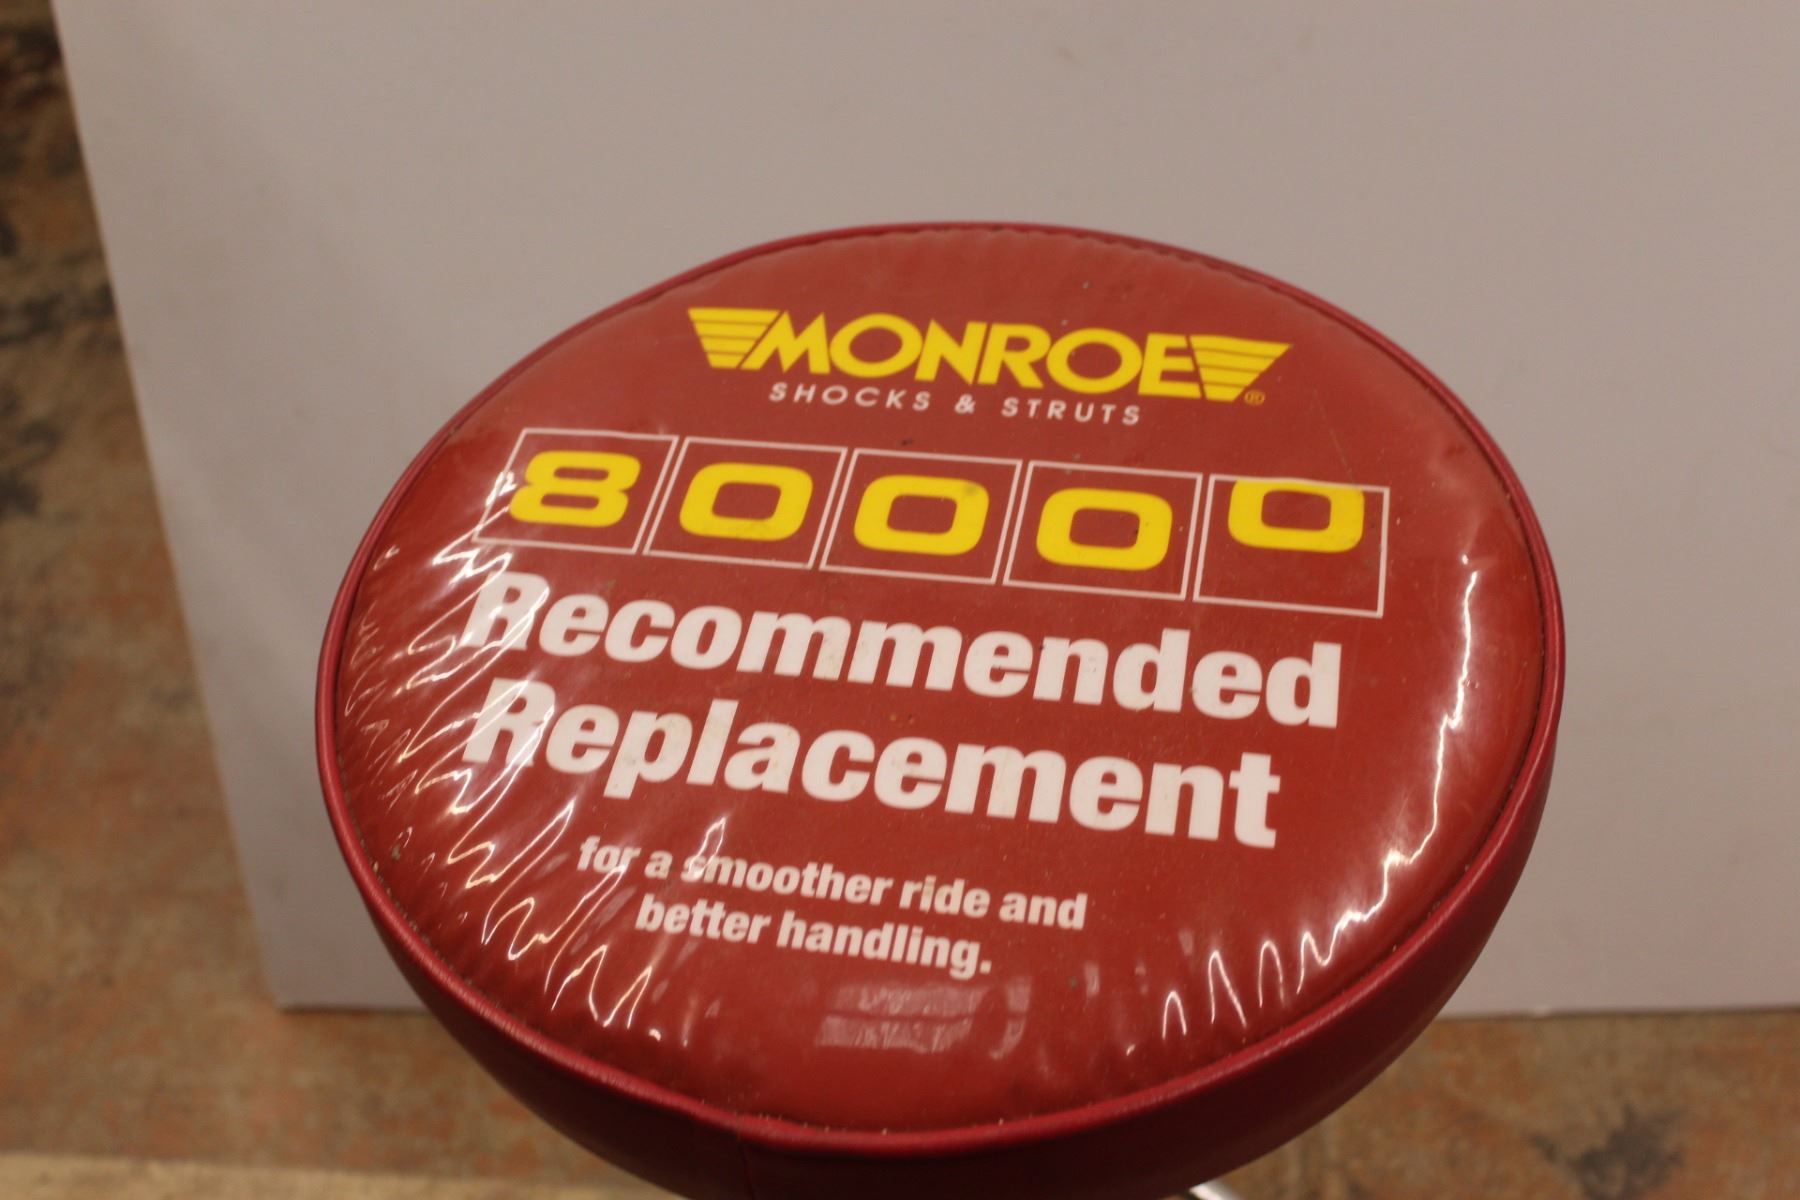 MONROE®
SHOCKS & STRUTS
80000
Recommended
Replacement
for a smoother ride and
better handling.